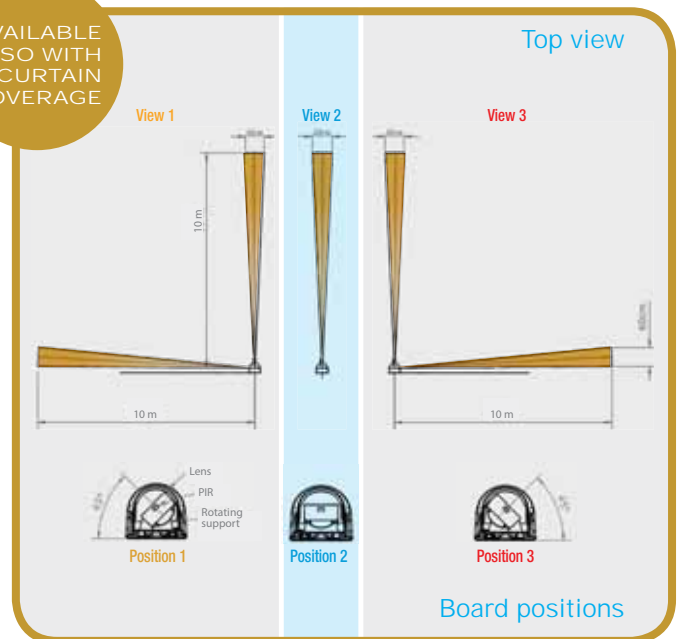 AILABLE
SO WITH
CURTAIN
OVERAGE
Top view
View 1
View 2
View 3
10 m
10 m
10 m
Lens
PIR
Rotating
support
Position 1
Position 2
Position 3
Board positions